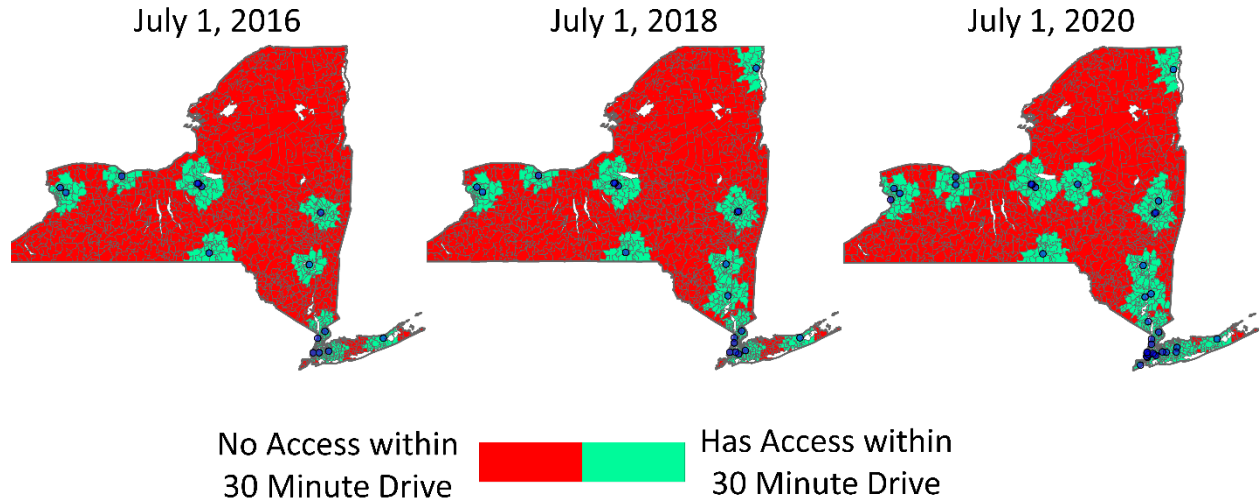 July 1, 2016
July 1, 2018
July 1, 2020
No Access within
30 Minute Drive
Has Access within
30 Minute Drive